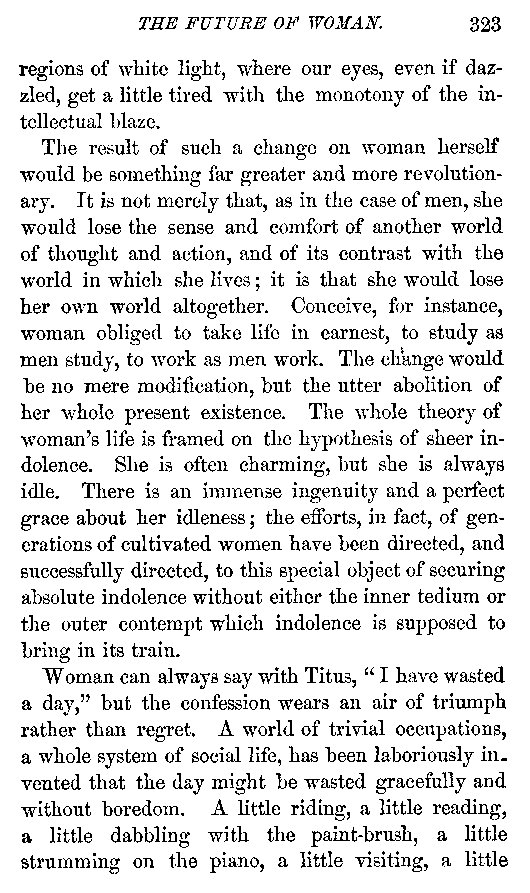 THE FUTURE OF WOMAN. 323
regions of white light, where our eyes, even if daz-
zled, get a little tired with the monotony of the in-
tellectual blaze.
The result of such a change on woman herself
would be something far greater and more revolution-
ary. It is not merely that, as in the case of men, she
would lose the sense and comfort of another world
of thought and action, and of its contrast with the
world in which she lives; it is that she would lose
her own world altogether. Conceive, for instance,
woman obliged to take life in earnest, to study as
men study, to work as men work. The change would
be no mere modification, but the utter abolition of
her whole present existence. The whole theory of
woman's life is framed on the hypothesis of sheer in-
dolence. She is often charming, but she is always
idle. There is an immense ingenuity and a perfect
grace about her idleness; the efforts, in fact, of gen-
erations of cultivated women have been directed, and
successfully directed, to this special object of securing
absolute indolence without either the inner tedium or
the outer contempt which indolence is supposed to
bring in its train.
Woman can always say with Titus, "I have wasted
a day," but the confession wears an air of triumph
rather than regret. A world of trivial occupations,
a whole system of social life, has been laboriously in-
vented that the day might be wasted gracefully and
without boredom. A little riding, a little reading,
a little dabbling with the paint-brush, a little
strumming on the piano, a little visiting, a little